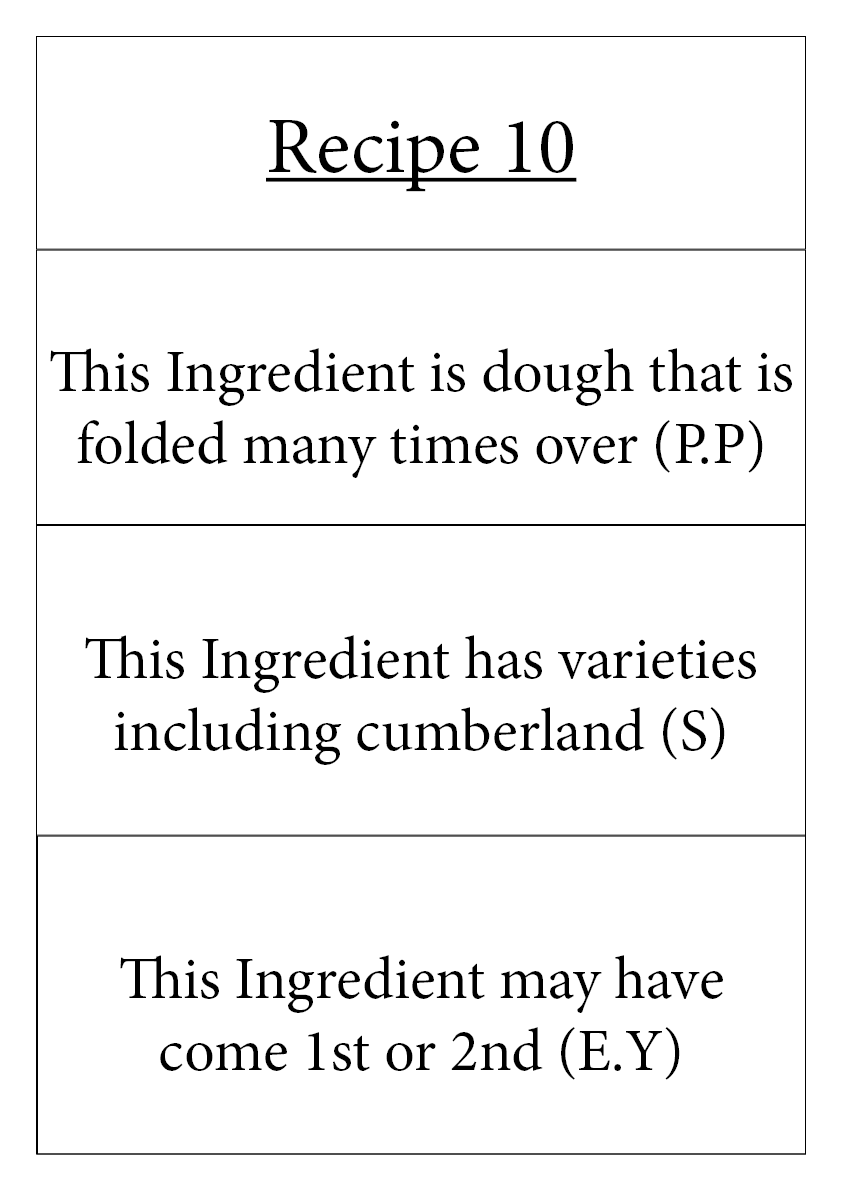 Recipe 10
This Ingredient is dough that is
folded many times over (P.P)
This Ingredient has varieties
including cumberland (S)
This Ingredient may have
come 1st or 2nd (E.Y)